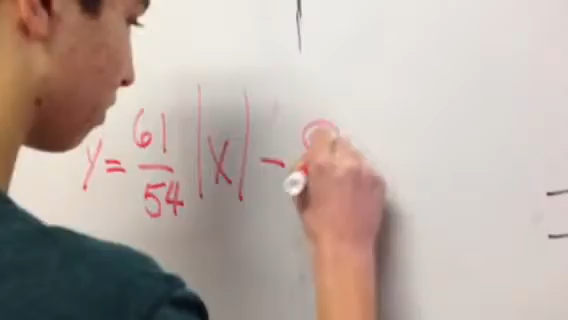 y = 61/54 |x| -